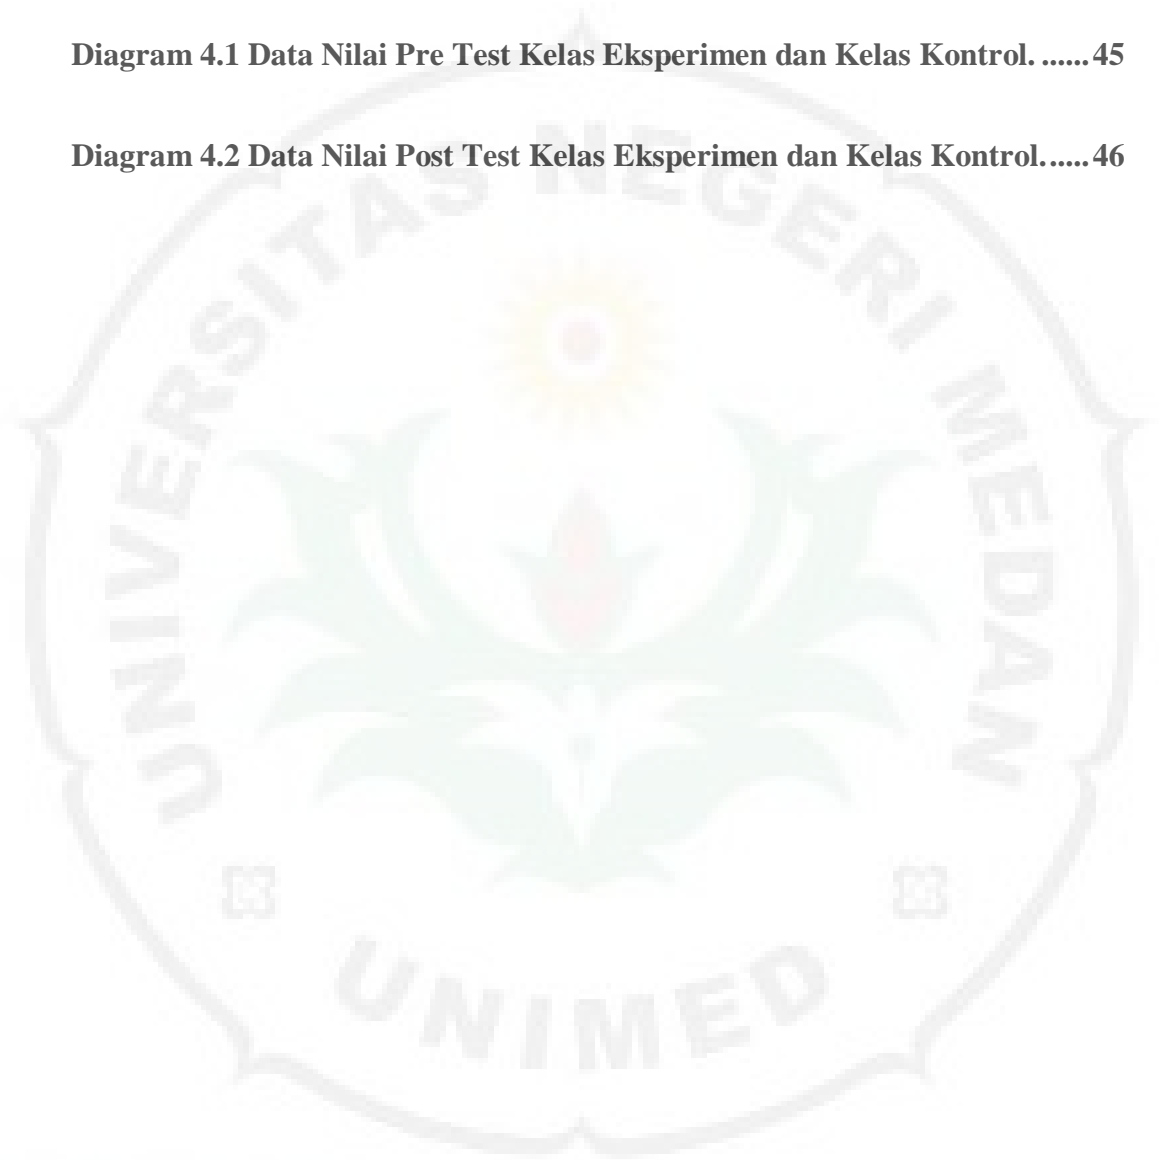 Diagram 4.1 Data Nilai Pre Test Kelas Eksperimen dan Kelas Kontrol. ...... 45
Diagram 4.2 Data Nilai Post Test Kelas Eksperimen dan Kelas Kontrol. ..... 46
UNIVERSITAS NEGERI MEDAN
UNIMED